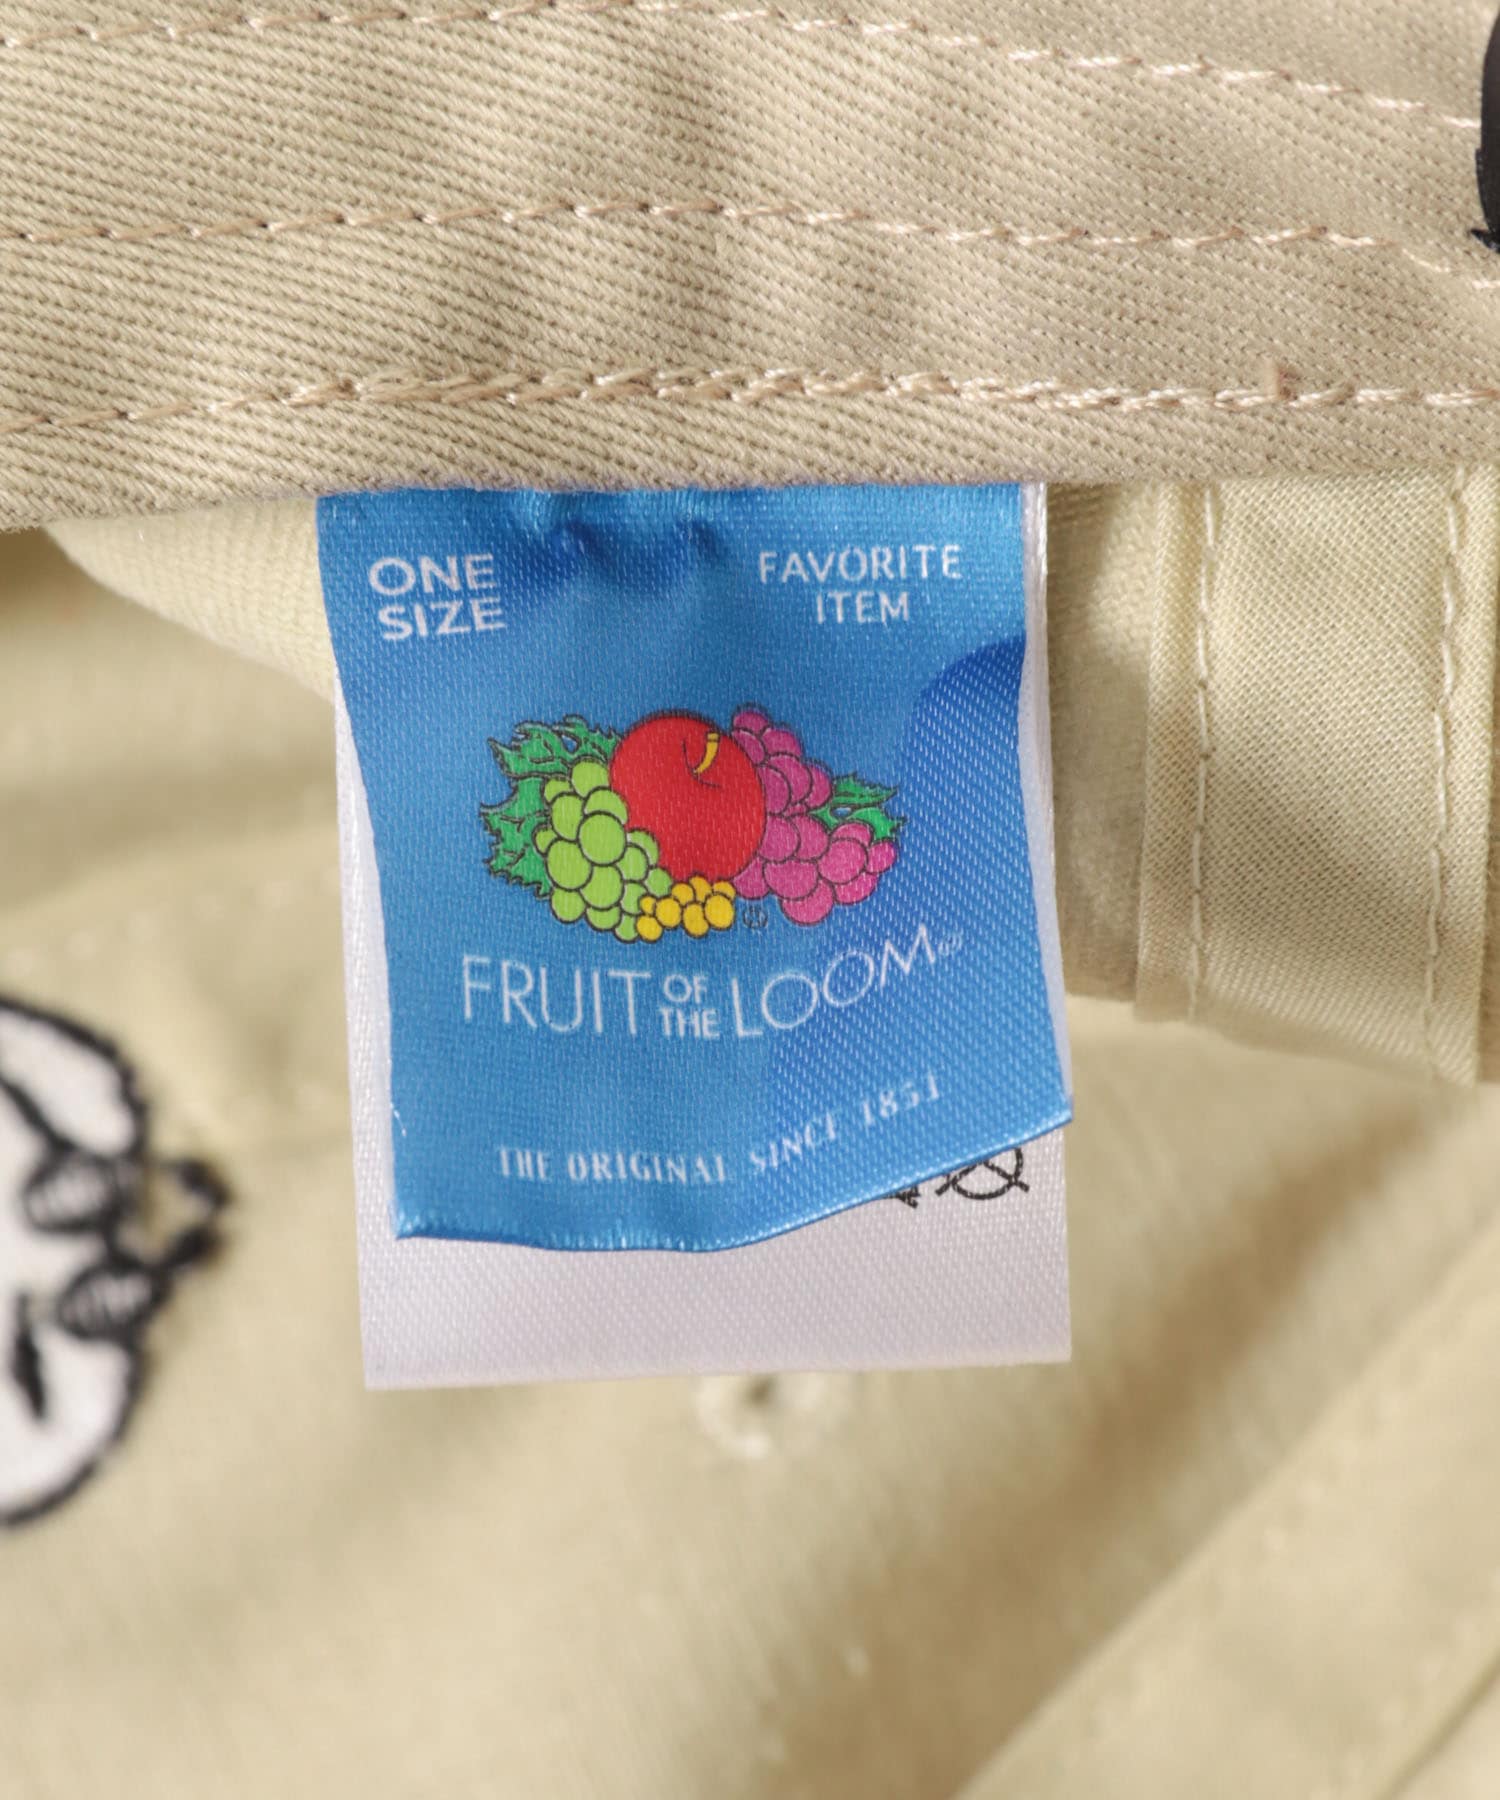 ONE
SIZE
FAVORITE
ITEM
®
FRUIT OF THE LOOM®
THE ORIGINAL SINCE 1851